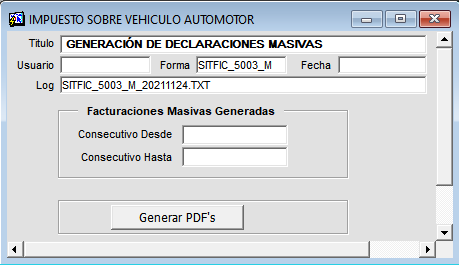 IMPUESTO SOBRE VEHICULO AUTOMOTOR
Titulo GENERACIÓN DE DECLARACIONES MASIVAS
Usuario Forma SITFIC_5003_M Fecha
Log SITFIC_5003_M_20211124.TXT
Facturaciones Masivas Generadas
Consecutivo Desde
Consecutivo Hasta
Generar PDF's